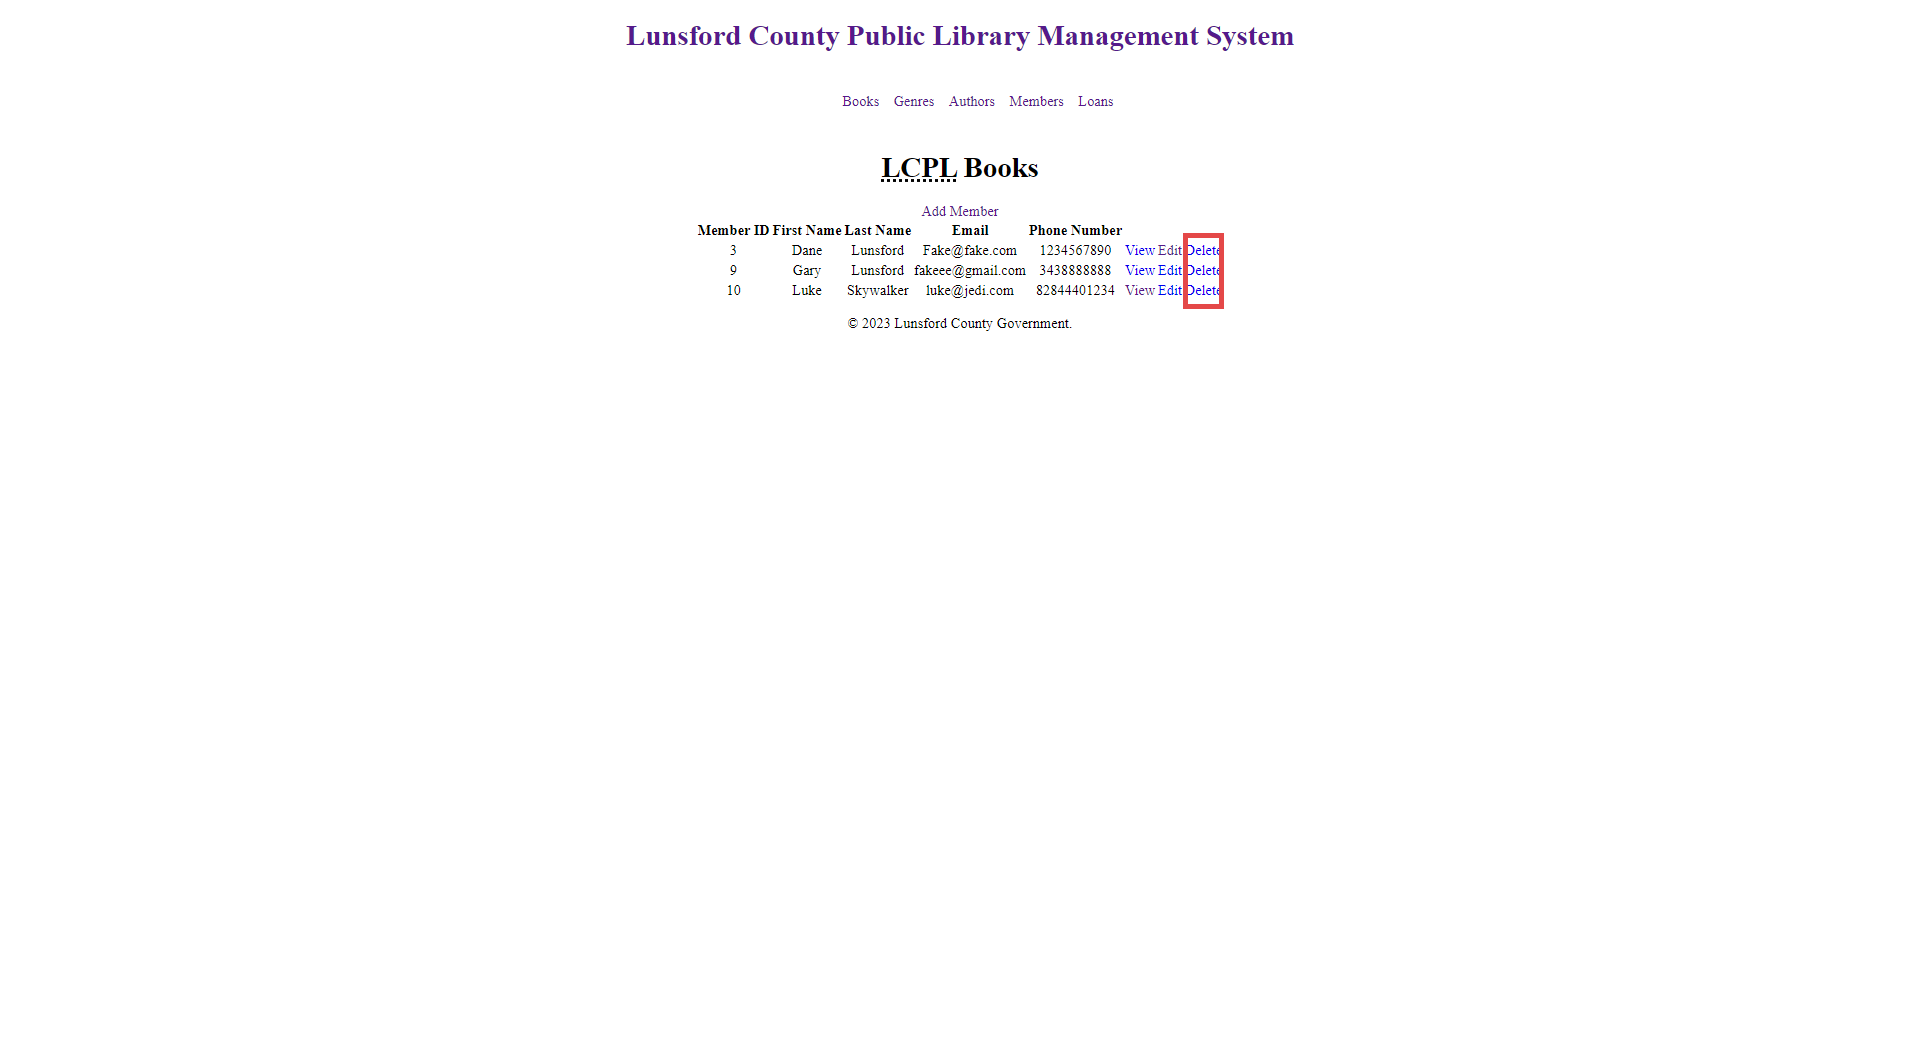 Lunsford County Public Library Management System
Books Genres Authors Members Loans
LCPL Books
Add Member
Member ID First Name Last Name Email Phone Number
3 Dane Lunsford Fake@fake.com 1234567890 View Edit Delete
9 Gary Lunsford fakeee@gmail.com 3438888888 View Edit Delete
10 Luke Skywalker luke@jedi.com 82844401234 View Edit Delete
© 2023 Lunsford County Government.